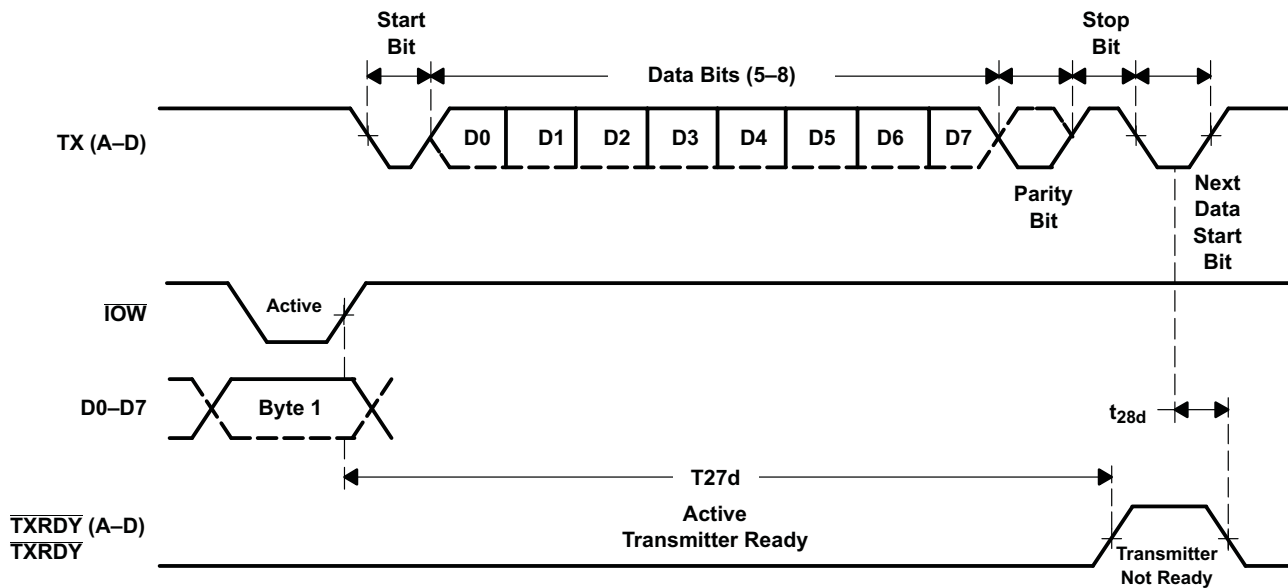 Start
Bit
Stop
Bit
Data Bits (5–8)
TX (A–D)
D0 D1 D2 D3 D4 D5 D6 D7
Parity
Bit
Next
Data
Start
Bit
IOW
Active
D0–D7
Byte 1
t28d
T27d
TXRDY (A–D)
TXRDY
Active
Transmitter Ready
Transmitter
Not Ready